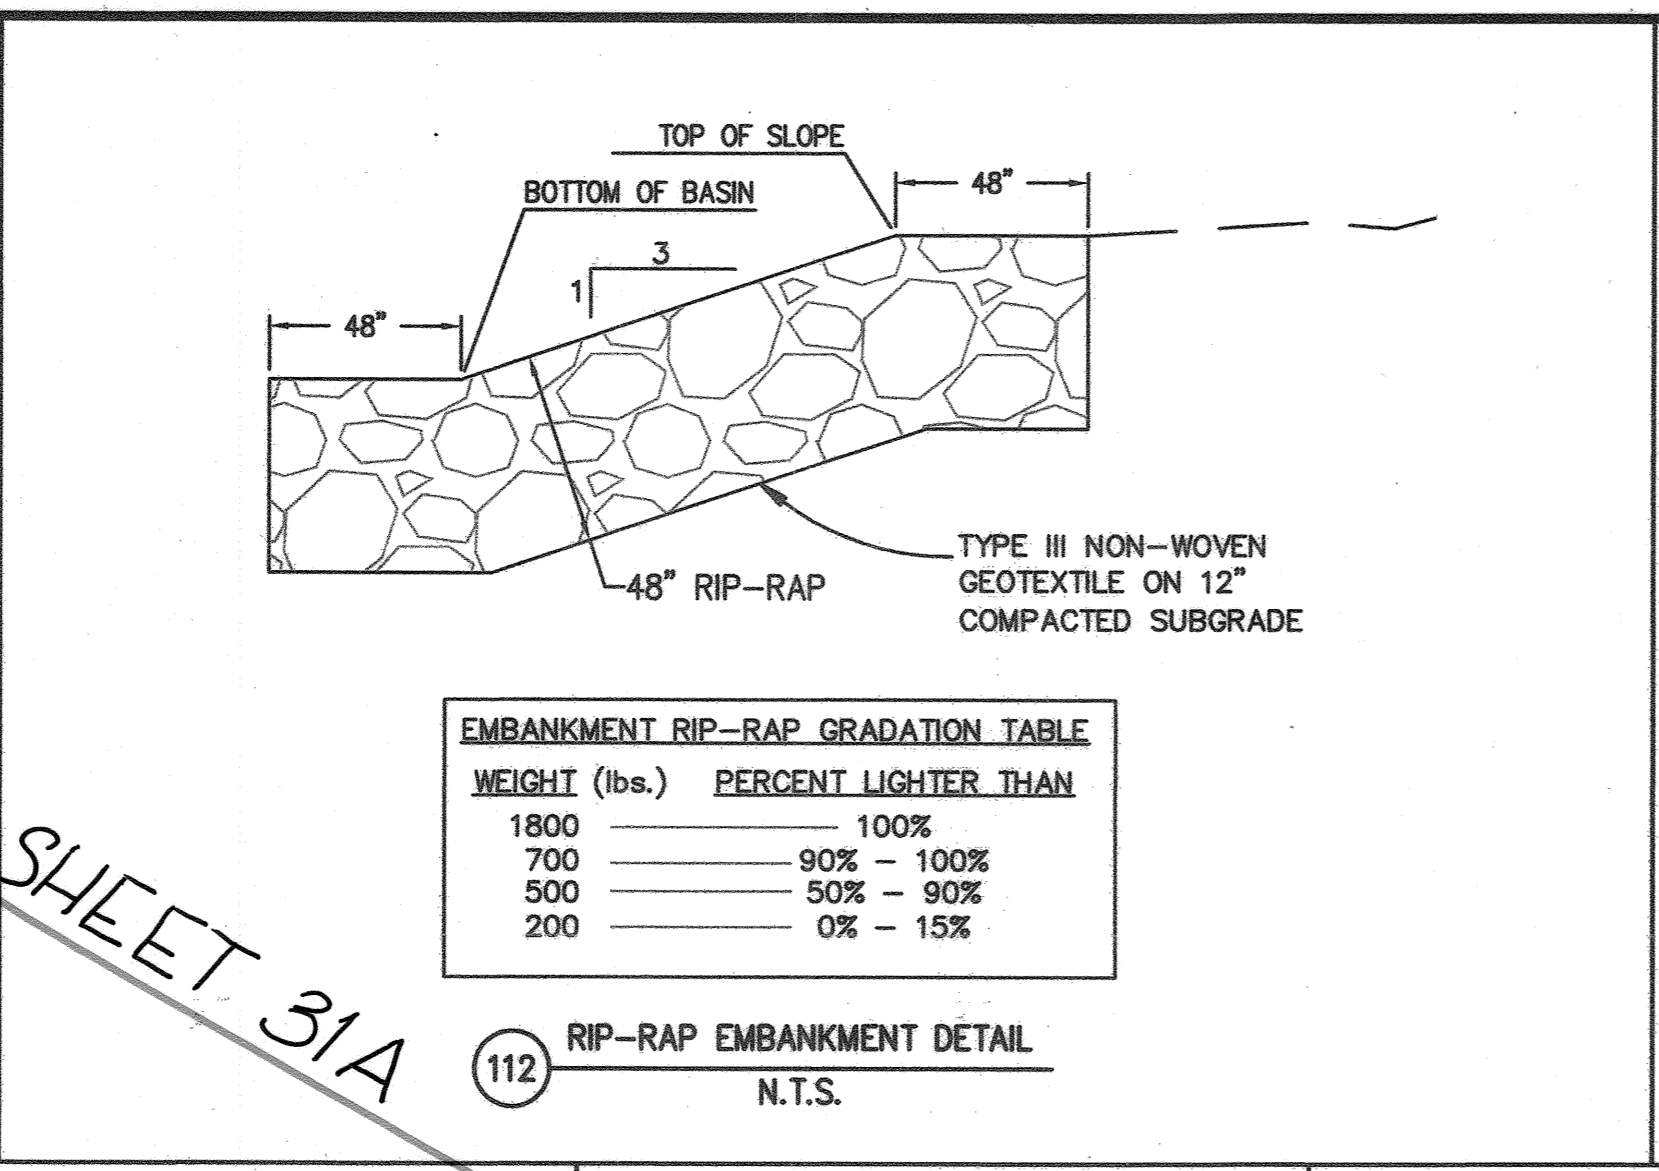 TOP OF SLOPE
48"
BOTTOM OF BASIN
3
1
48"
TYPE III NON-WOVEN
GEOTEXTILE ON 12"
COMPACTED SUBGRADE
48" RIP-RAP
EMBANKMENT RIP-RAP GRADATION TABLE
WEIGHT (lbs.) PERCENT LIGHTER THAN
1800 100%
700 90% - 100%
500 50% - 90%
200 0% - 15%
SHEET 31A
112 RIP-RAP EMBANKMENT DETAIL
N.T.S.